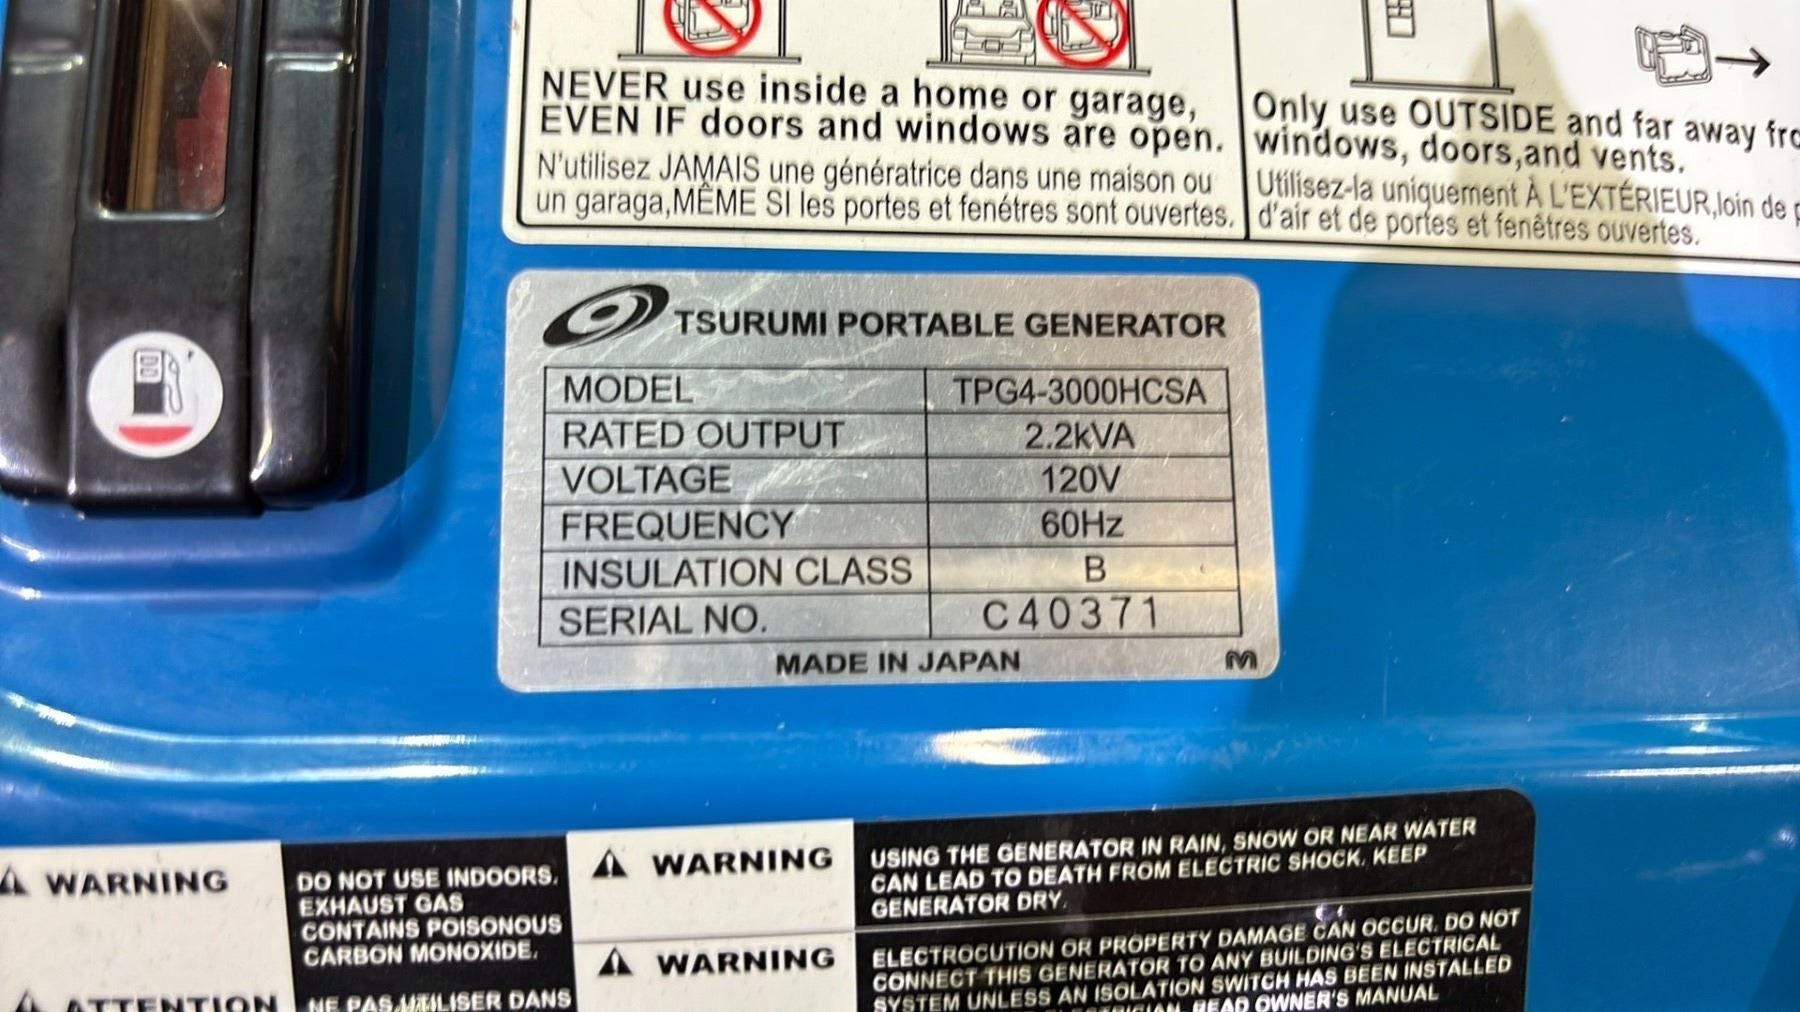 NEVER use inside a home or garage,
EVEN IF doors and windows are open.
N'utilisez JAMAIS une génératrice dans une maison ou
un garaga,MÊME SI les portes et fenétres sont ouvertes.
Only use OUTSIDE and far away
windows, doors,and vents.
Utilisez-la uniquement À L'EXTÉRIEUR,loin de
d'air et de portes et fenêtres ouvertes.
TSURUMI PORTABLE GENERATOR
MODEL TPG4-3000HCSA
RATED OUTPUT 2.2kVA
VOLTAGE 120V
FREQUENCY 60Hz
INSULATION CLASS B
SERIAL NO. C40371
MADE IN JAPAN
WARNING
DO NOT USE INDOORS.
EXHAUST GAS
CONTAINS POISONOUS
CARBON MONOXIDE.
ATTENTION
NE PAS UTILISER DANS
WARNING
USING THE GENERATOR IN RAIN, SNOW OR NEAR WATER
CAN LEAD TO DEATH FROM ELECTRIC SHOCK. KEEP
GENERATOR DRY.
WARNING
ELECTROCUTION OR PROPERTY DAMAGE CAN OCCUR. DO NOT
CONNECT THIS GENERATOR TO ANY BUILDING'S ELECTRICAL
SYSTEM UNLESS AN ISOLATION SWITCH HAS BEEN INSTALLED
READ OWNER'S MANUAL